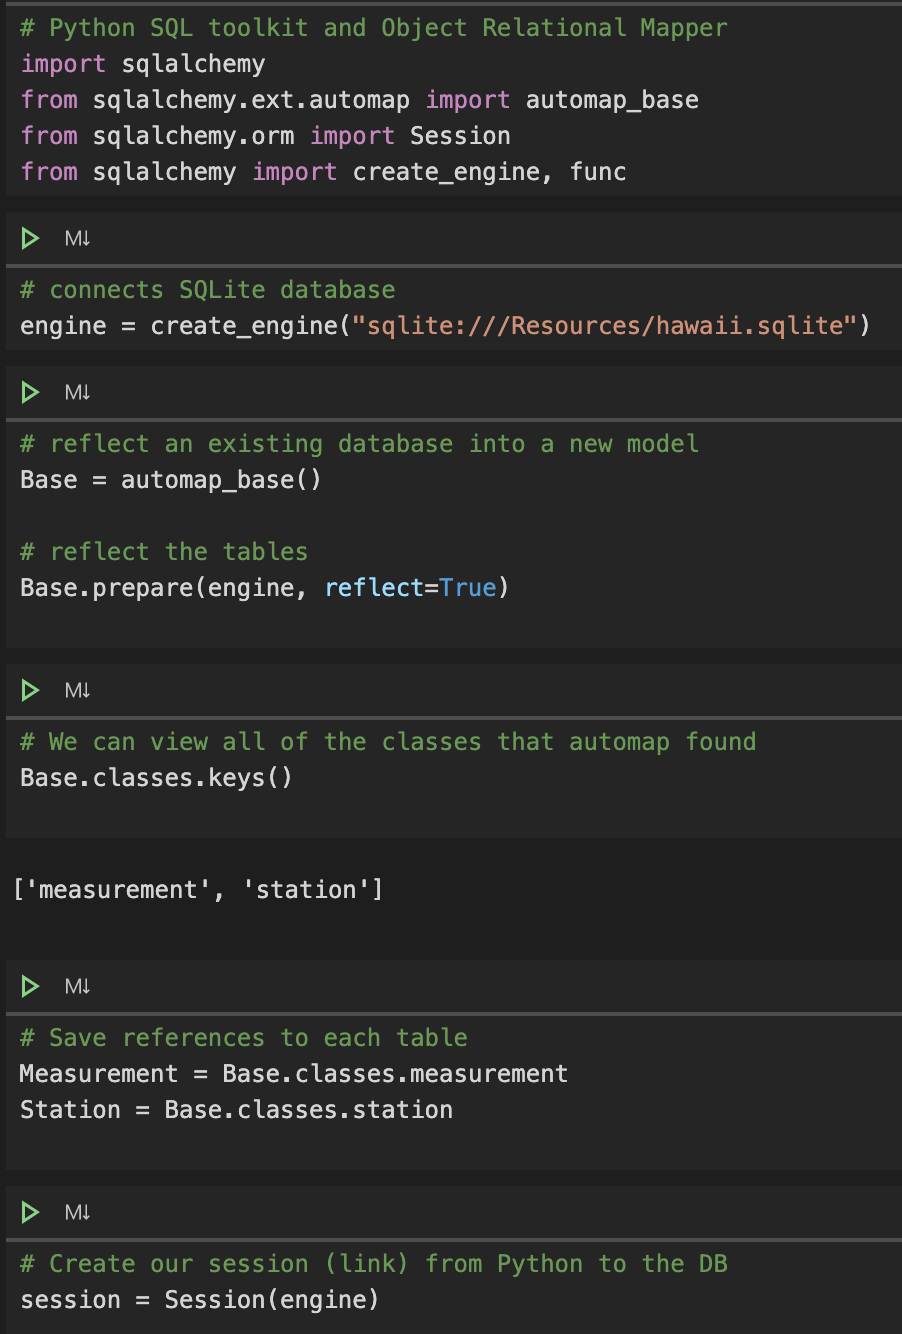 # Python SQL toolkit and Object Relational Mapper
import sqlalchemy
from sqlalchemy.ext.automap import automap_base
from sqlalchemy.orm import Session
from sqlalchemy import create_engine, func
M↓
# connects SQLite database
engine = create_engine("sqlite:///Resources/hawaii.sqlite")
M↓
# reflect an existing database into a new model
Base = automap_base()
# reflect the tables
Base.prepare(engine, reflect=True)
M↓
# We can view all of the classes that automap found
Base.classes.keys()
['measurement', 'station']
M↓
# Save references to each table
Measurement = Base.classes.measurement
Station = Base.classes.station
M↓
# Create our session (link) from Python to the DB
session = Session(engine)